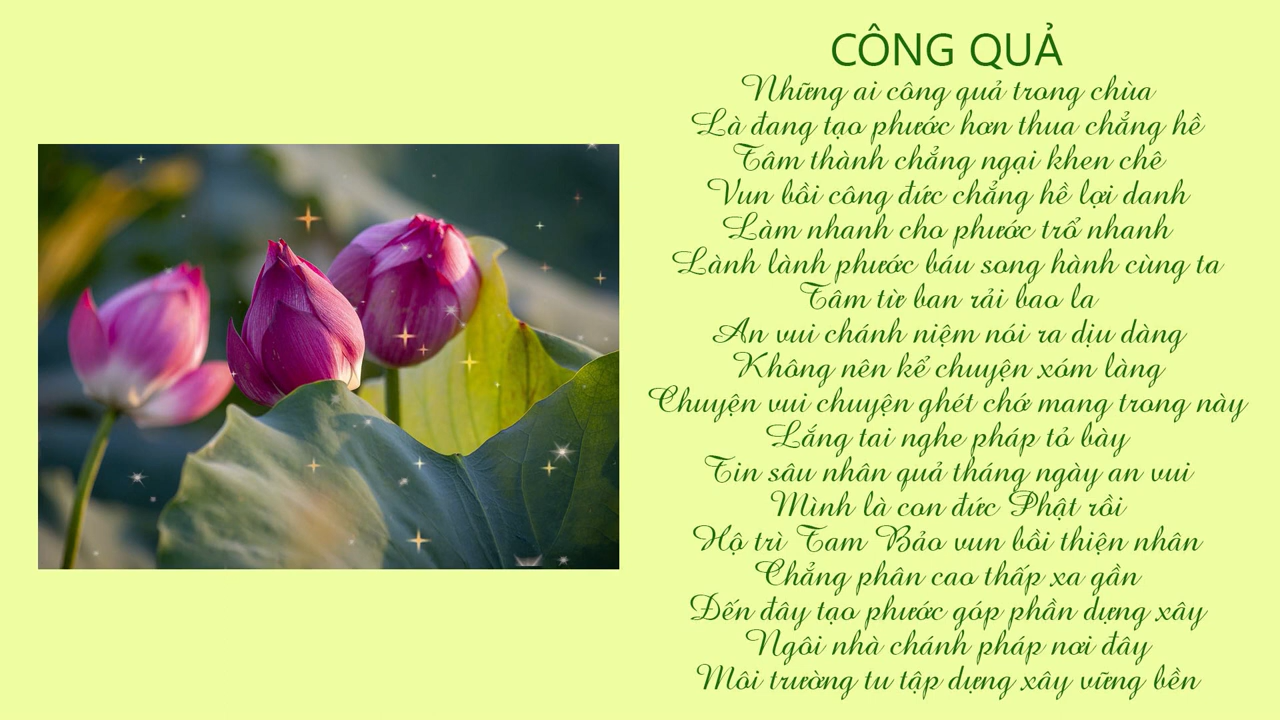 CÔNG QUẢ
Những ai công quả trong chùa
Là đang tạo phước hơn thua chẳng hề
Tâm thành chẳng ngại khen chê
Vun bồi công đức chẳng hề lợi danh
Làm nhanh cho phước trổ nhanh
Lành lành phước báu song hành cùng ta
Tâm từ ban rải bao la
An vui chánh niệm nói ra dịu dàng
Không nên kể chuyện xóm làng
Chuyện vui chuyện ghét chớ mang trong này
Lắng tai nghe pháp tỏ bày
Tin sâu nhân quả tháng ngày an vui
Mình là con đức Phật rồi
Hộ trì Tam Bảo vun bồi thiện nhân
Chẳng phân cao thấp xa gần
Đến đây tạo phước góp phần dựng xây
Ngôi nhà chánh pháp nơi đây
Môi trường tu tập dựng xây vững bền